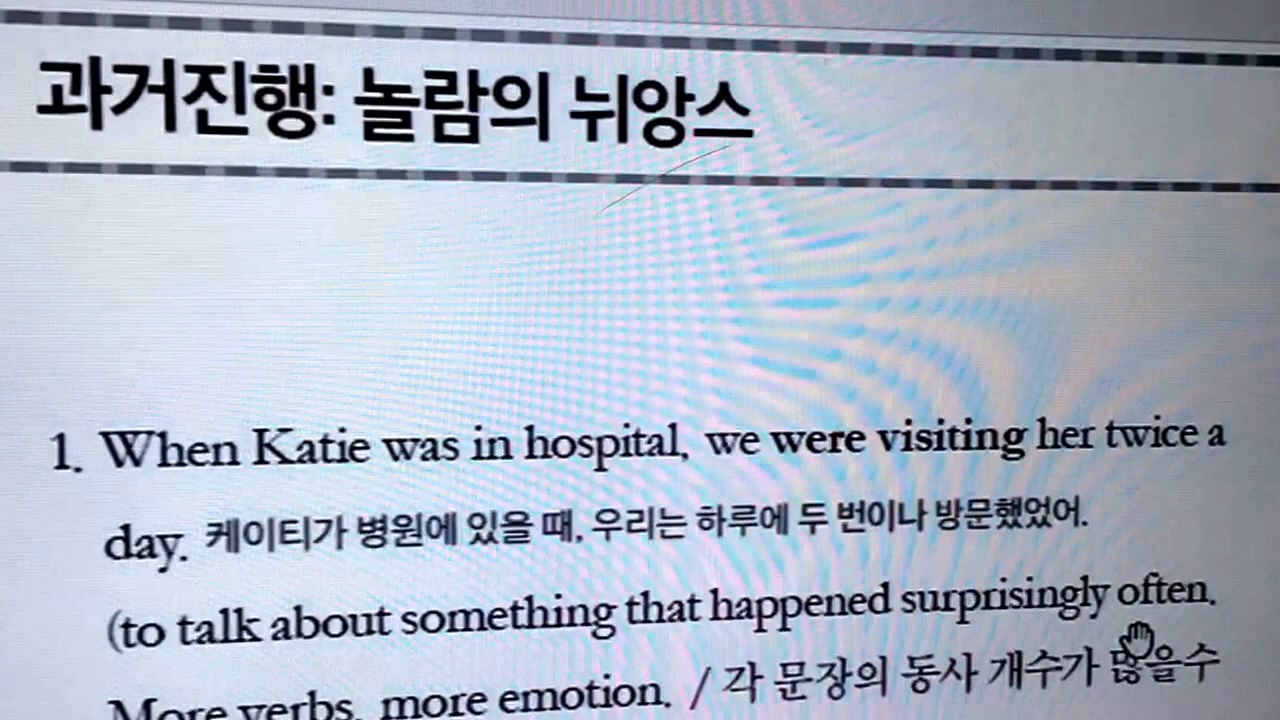 과거진행: 놀람의 뉘앙스
1. When Katie was in hospital, we were visiting her twice a
day. 케이티가 병원에 있을 때, 우리는 하루에 두 번이나 방문했었어.
(to talk about something that happened surprisingly often.
More verbs, more emotion. / 각 문장의 동사 개수가 많을수